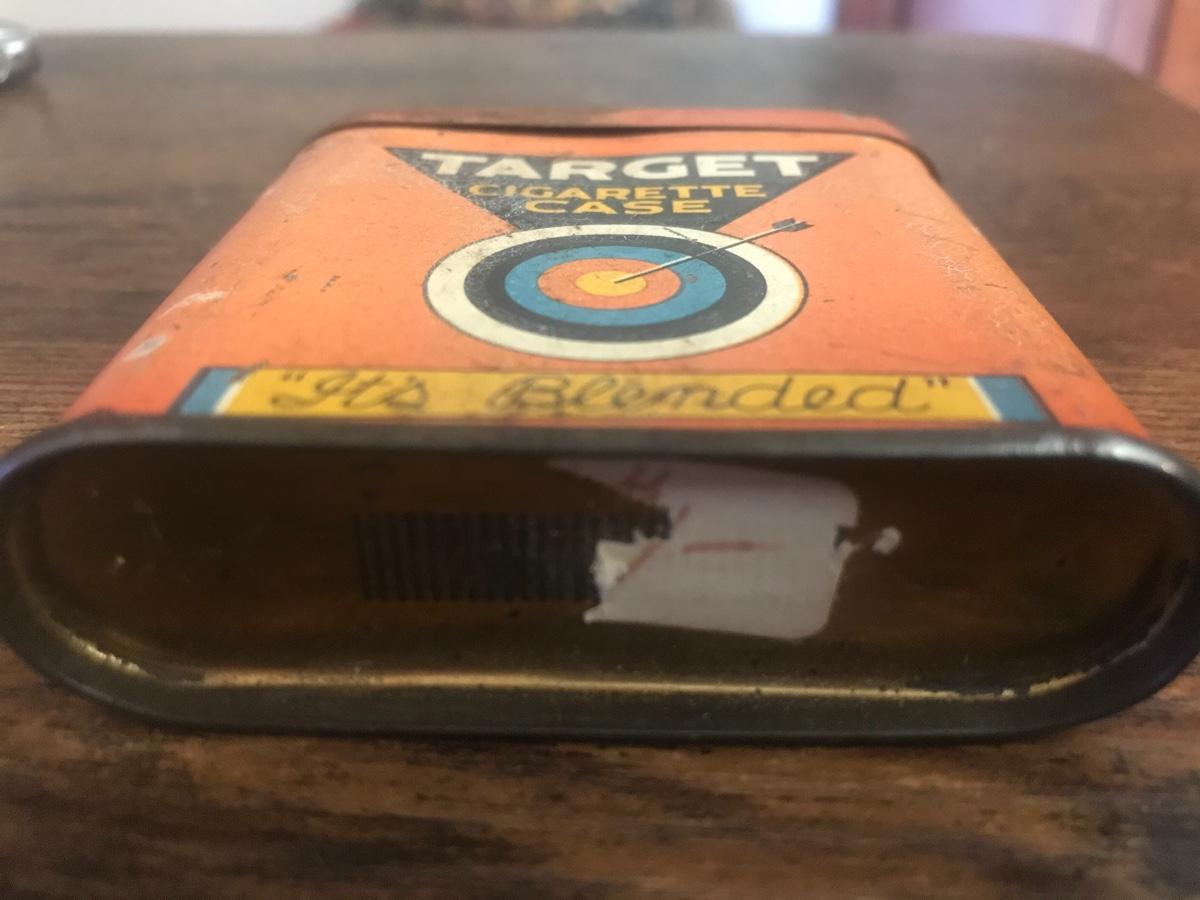 TARGET
CIGARETTE
CASE
"It's Blended"